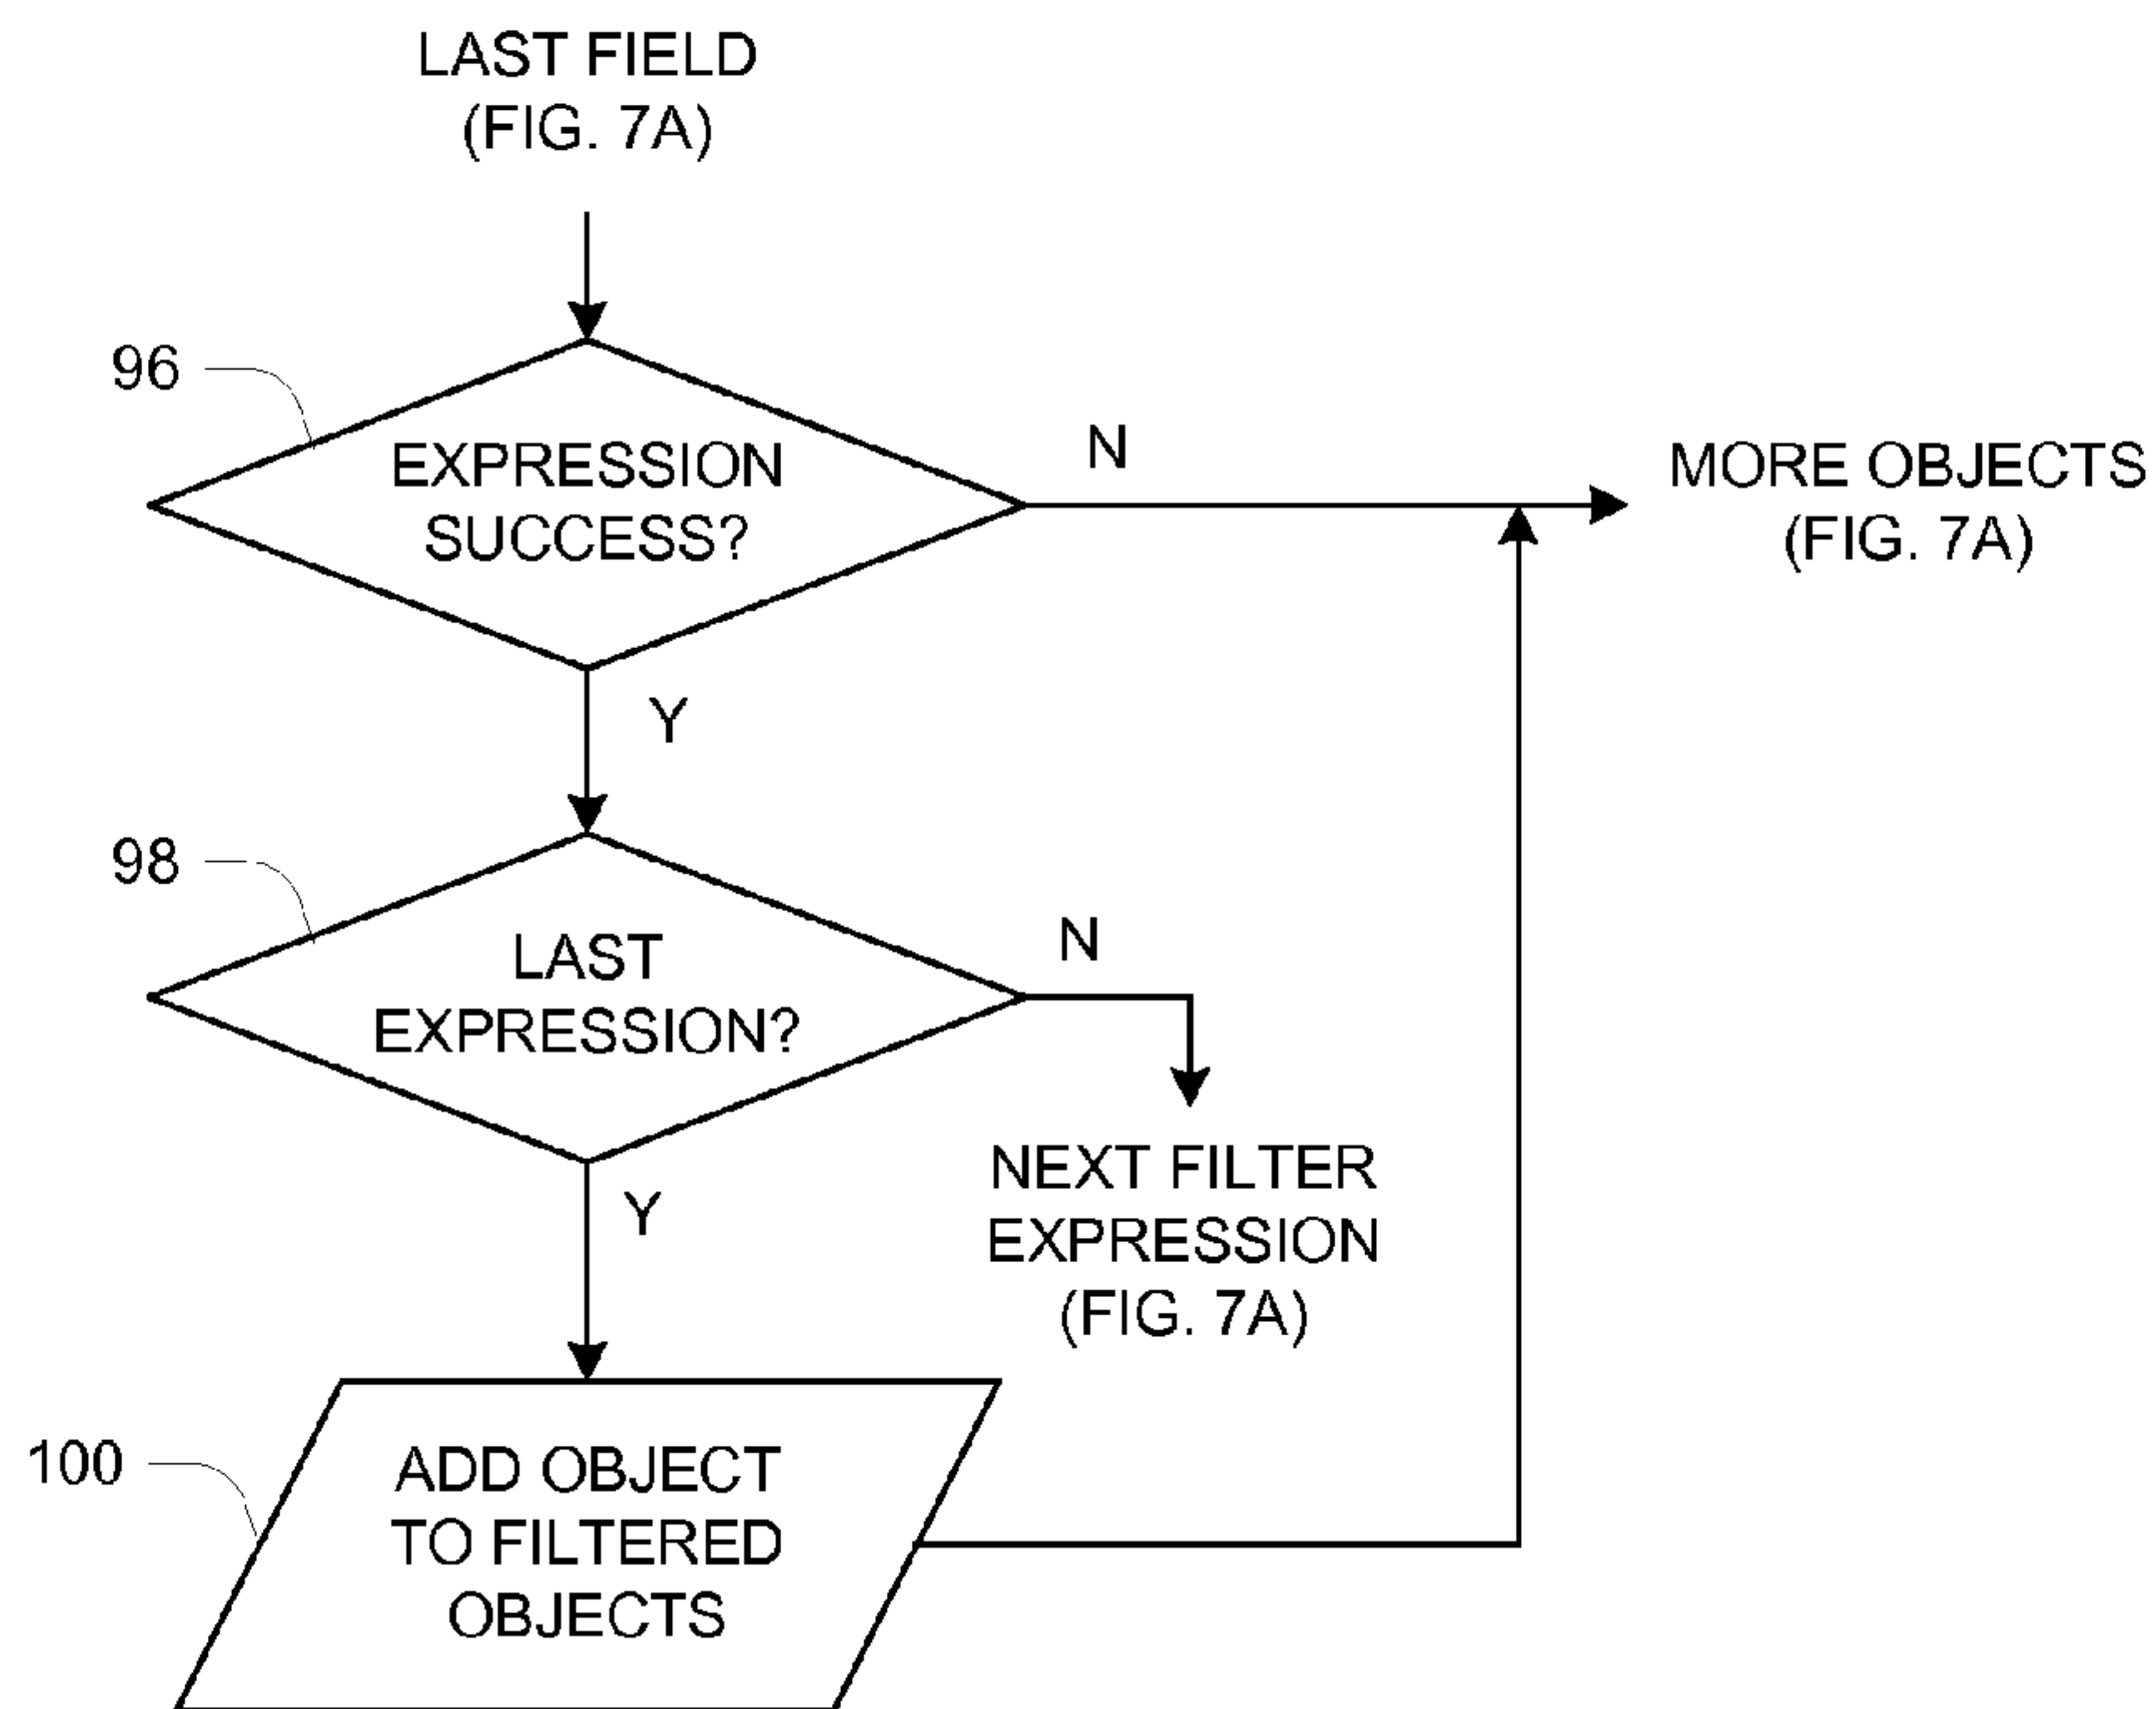 LAST FIELD
(FIG. 7A)
96
EXPRESSION
SUCCESS?
N
MORE OBJECTS
(FIG. 7A)
Y
98
LAST
EXPRESSION?
N
NEXT FILTER
EXPRESSION
(FIG. 7A)
Y
100
ADD OBJECT
TO FILTERED
OBJECTS